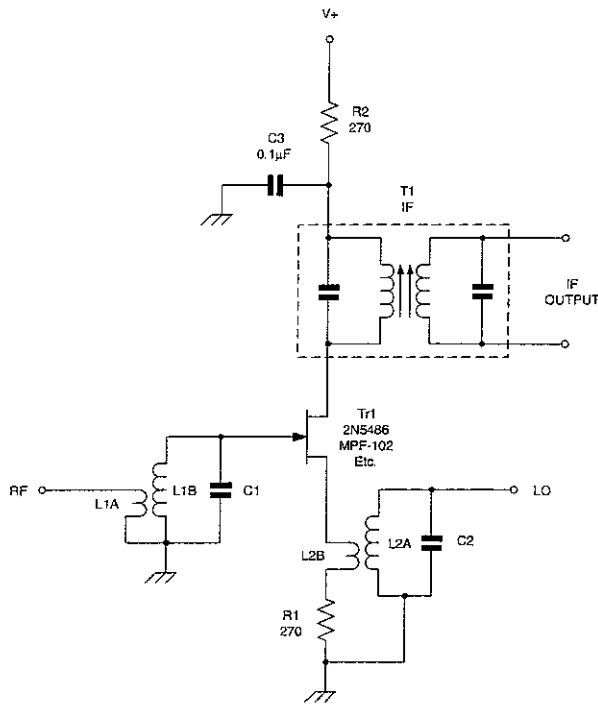 V+
R2
270
C3
0.1µF
T1
IF
IF
OUTPUT
Tr1
2N5486
MPF-102
Etc.
RF
L1A
L1B
C1
LO
L2B
L2A
C2
R1
270